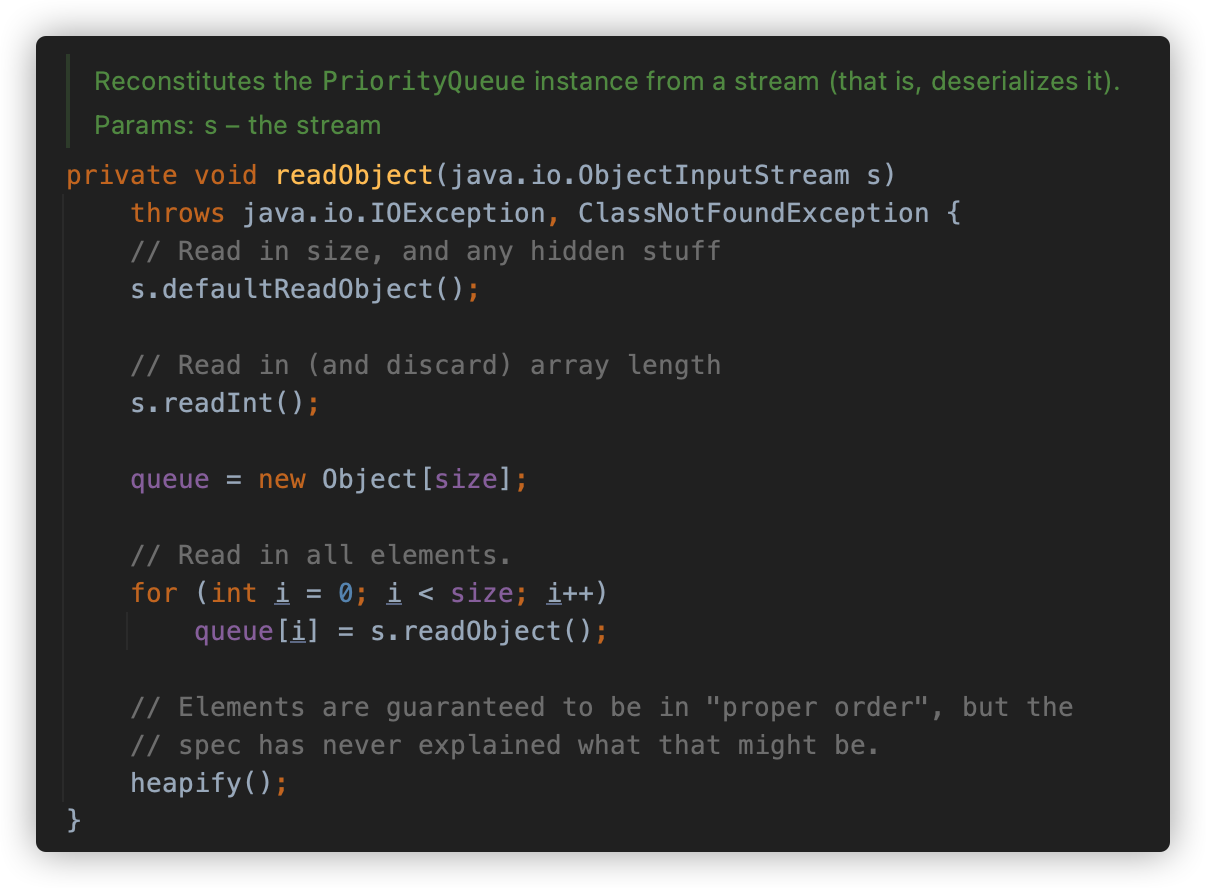 Reconstitutes the PriorityQueue instance from a stream (that is, deserializes it).
Params: s – the stream
private void readObject(java.io.ObjectInputStream s)
    throws java.io.IOException, ClassNotFoundException {
    // Read in size, and any hidden stuff
    s.defaultReadObject();

    // Read in (and discard) array length
    s.readInt();

    queue = new Object[size];

    // Read in all elements.
    for (int i = 0; i < size; i++)
        queue[i] = s.readObject();

    // Elements are guaranteed to be in "proper order", but the
    // spec has never explained what that might be.
    heapify();
}